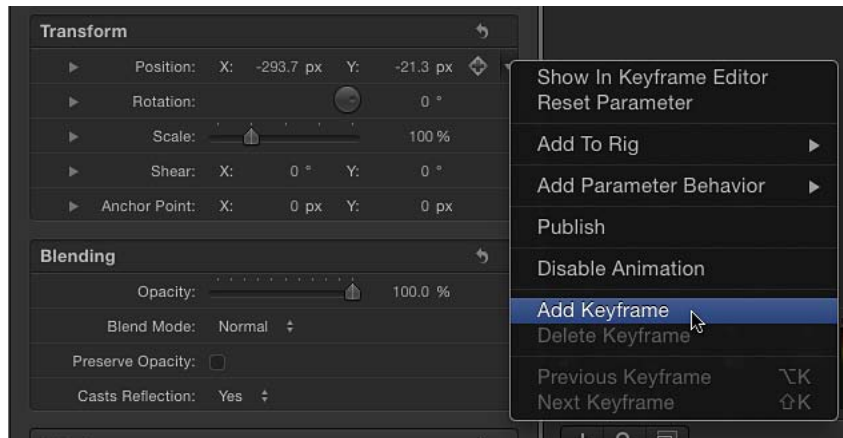 Transform
Position: X: -293.7 px Y: -21.3 px
Rotation: 0 °
Scale: 100 %
Shear: X: 0 ° Y: 0 °
Anchor Point: X: 0 px Y: 0 px
Blending
Opacity: 100.0 %
Blend Mode: Normal
Preserve Opacity:
Casts Reflection: Yes
Show In Keyframe Editor
Reset Parameter
Add To Rig
Add Parameter Behavior
Publish
Disable Animation
Add Keyframe
Delete Keyframe
Previous Keyframe ⌥K
Next Keyframe ⇧K